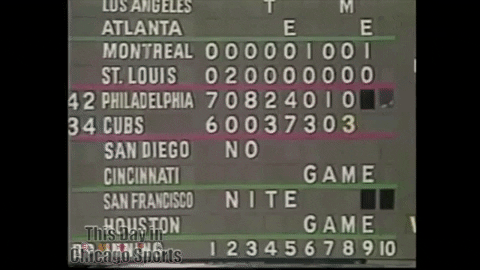 LOS ANGELES T M
ATLANTA E E
MONTREAL 000001001
ST. LOUIS 020000000
42 PHILADELPHIA 70824010
34 CUBS 60037303
SAN DIEGO NO
CINCINNATI GAME
SAN FRANCISCO NITE
HOUSTON GAME
INNING 1 2 3 4 5 6 7 8 9 10
This Day in
Chicago Sports